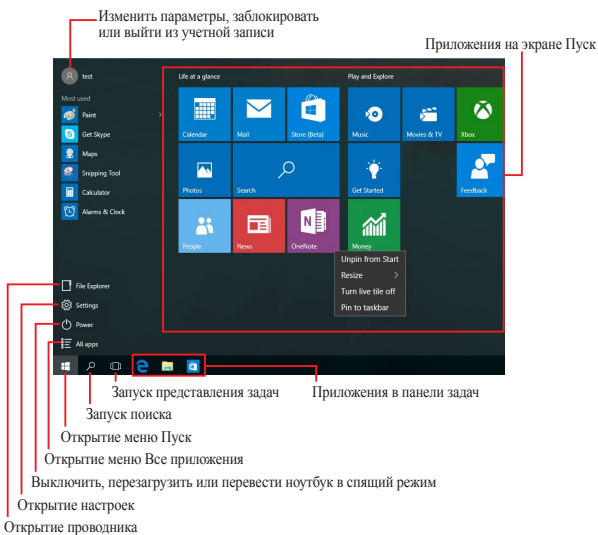 Изменить параметры, заблокировать
или выйти из учетной записи
Приложения на экране Пуск
test
Life at a glance
Play and Explore
Most used
Paint
Get Skype
Maps
Snipping Tool
Calculator
Alarms & Clock
Calendar
Mail
Store (Beta)
Music
Movies & TV
Xbox
Photos
Search
Get Started
Feedback
People
News
OneNote
Money
Unpin from Start
Resize
Turn live tile off
Pin to taskbar
File Explorer
Settings
Power
All apps
Запуск представления задач
Приложения в панели задач
Запуск поиска
Открытие меню Пуск
Открытие меню Все приложения
Выключить, перезагрузить или перевести ноутбук в спящий режим
Открытие настроек
Открытие проводника